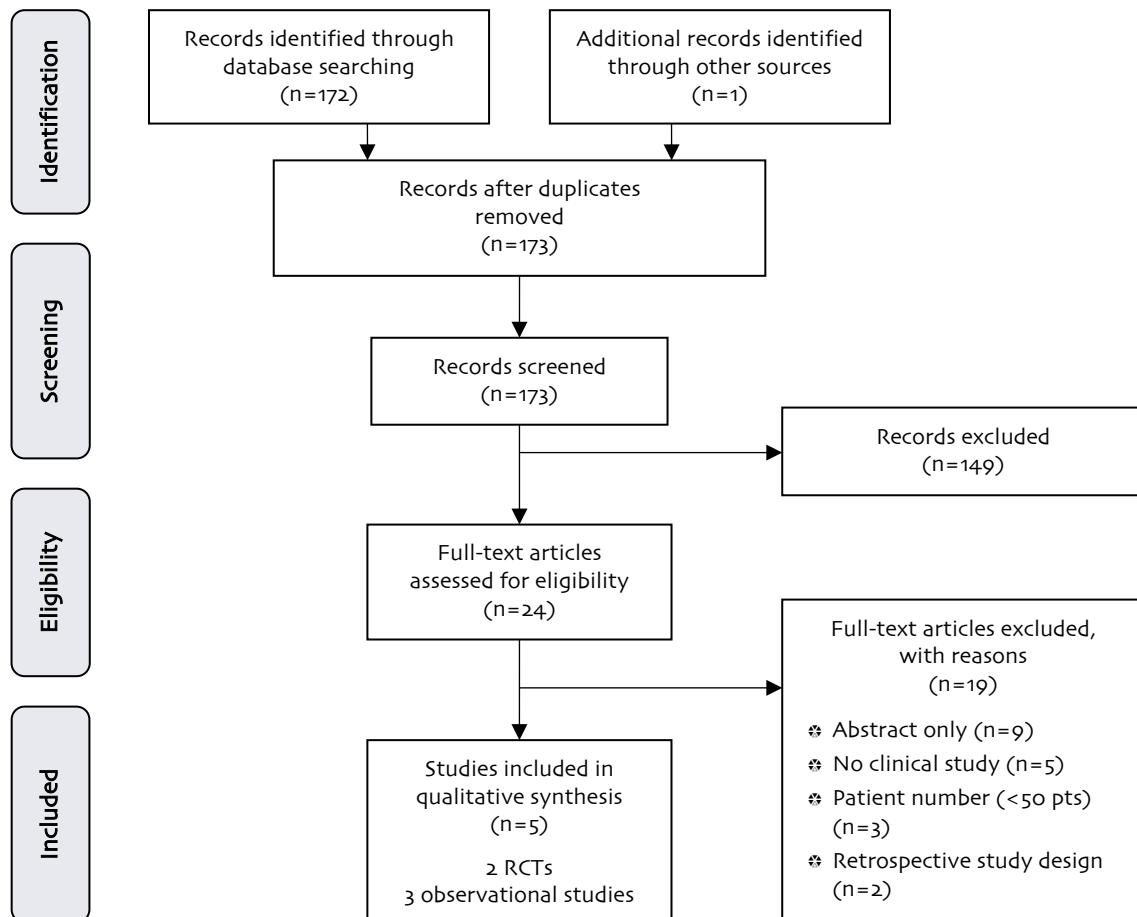 Identification
Records identified through
database searching
(n=172)
Additional records identified
through other sources
(n=1)
Records after duplicates
removed
(n=173)
Screening
Records screened
(n=173)
Records excluded
(n=149)
Eligibility
Full-text articles
assessed for eligibility
(n=24)
Full-text articles excluded,
with reasons
(n=19)
Abstract only (n=9)
No clinical study (n=5)
Patient number (<50 pts)
(n=3)
Retrospective study design
(n=2)
Included
Studies included in
qualitative synthesis
(n=5)
2 RCTs
3 observational studies